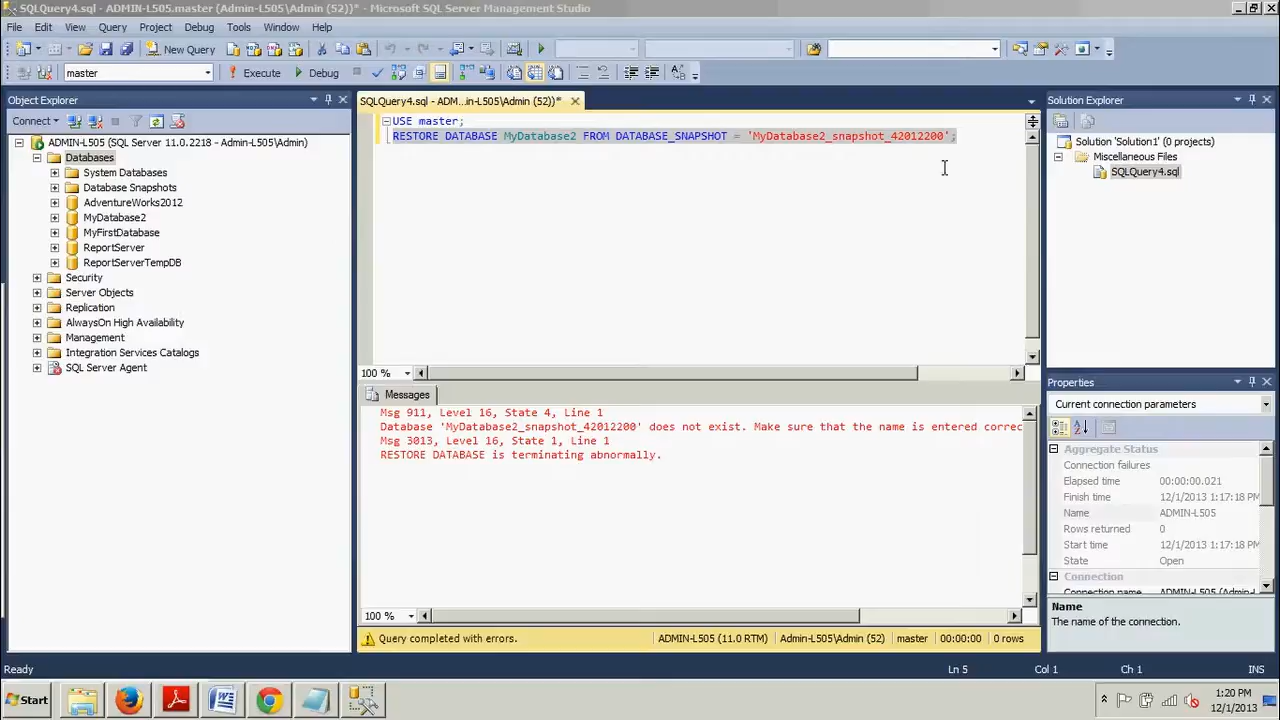 SQLQuery4.sql - ADMIN-L505.master (Admin-L505\Admin (52))* - Microsoft SQL Server Management Studio
File Edit View Query Project Debug Tools Window Help
New Query
master Execute Debug
Object Explorer
Connect
ADMIN-L505 (SQL Server 11.0.2218 - Admin-L505\Admin)
Databases
System Databases
Database Snapshots
AdventureWorks2012
MyDatabase2
MyFirstDatabase
ReportServer
ReportServerTempDB
Security
Server Objects
Replication
AlwaysOn High Availability
Management
Integration Services Catalogs
SQL Server Agent
SQLQuery4.sql - ADM...in-L505\Admin (52))*
USE master;
RESTORE DATABASE MyDatabase2 FROM DATABASE_SNAPSHOT = 'MyDatabase2_snapshot_42012200';
100 %
Messages
Msg 911, Level 16, State 4, Line 1
Database 'MyDatabase2_snapshot_42012200' does not exist. Make sure that the name is entered correc
Msg 3013, Level 16, State 1, Line 1
RESTORE DATABASE is terminating abnormally.
100 %
Query completed with errors. ADMIN-L505 (11.0 RTM) Admin-L505\Admin (52) master 00:00:00 0 rows
Solution Explorer
Solution 'Solution1' (0 projects)
Miscellaneous Files
SQLQuery4.sql
Properties
Current connection parameters
Aggregate Status
Connection failures
Elapsed time 00:00:00.021
Finish time 12/1/2013 1:17:18 PM
Name ADMIN-L505
Rows returned 0
Start time 12/1/2013 1:17:18 PM
State Open
Connection
Connection name ADMIN-L505 (Admin-L
Name
The name of the connection.
Ready Ln 5 Col 1 Ch 1 INS
Start
1:20 PM
12/1/2013